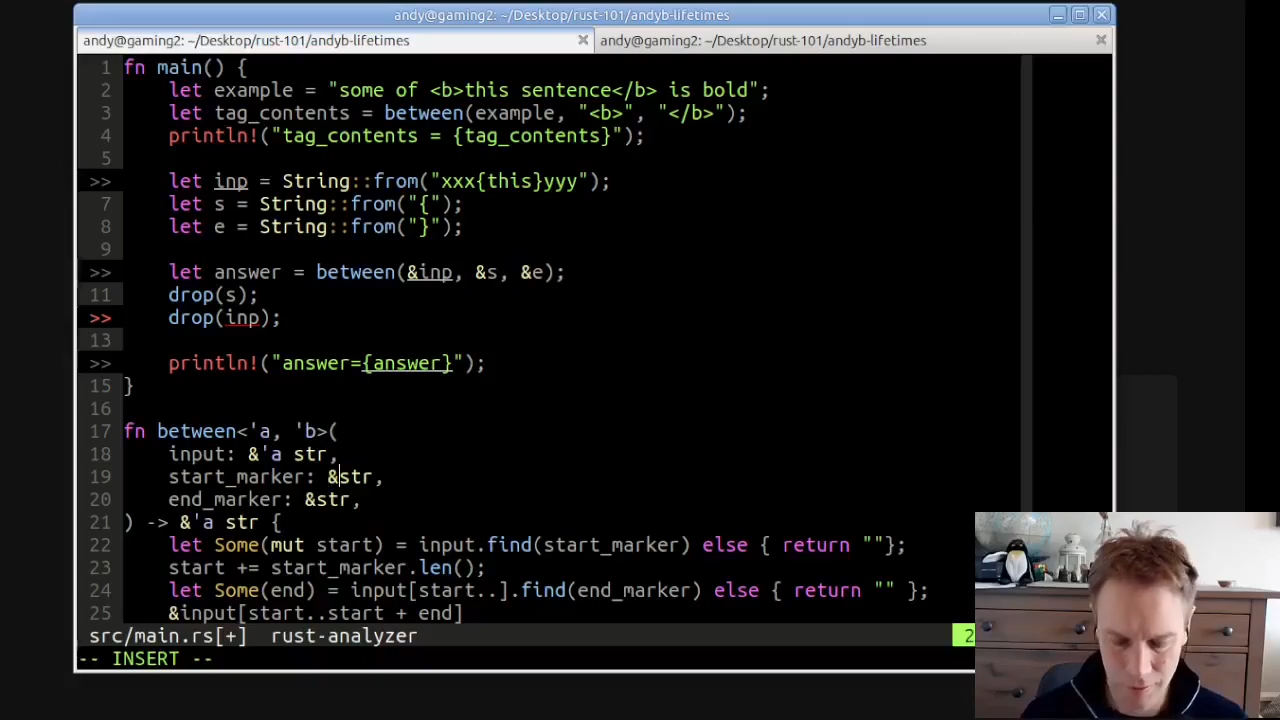 andy@gaming2: ~/Desktop/rust-101/andyb-lifetimes
andy@gaming2: ~/Desktop/rust-101/andyb-lifetimes
andy@gaming2: ~/Desktop/rust-101/andyb-lifetimes
1 fn main() {
2     let example = "some of <b>this sentence</b> is bold";
3     let tag_contents = between(example, "<b>", "</b>");
4     println!("tag_contents = {tag_contents}");
5
>>     let inp = String::from("xxx{this}yyy");
7     let s = String::from("{");
8     let e = String::from("}");
9
>>     let answer = between(&inp, &s, &e);
11     drop(s);
>>     drop(inp);
13
>>     println!("answer={answer}");
15 }
16
17 fn between<'a, 'b>(
18     input: &'a str,
19     start_marker: &str,
20     end_marker: &str,
21 ) -> &'a str {
22     let Some(mut start) = input.find(start_marker) else { return ""};
23     start += start_marker.len();
24     let Some(end) = input[start..].find(end_marker) else { return "" };
25     &input[start..start + end]
src/main.rs[+]   rust-analyzer 2
-- INSERT --